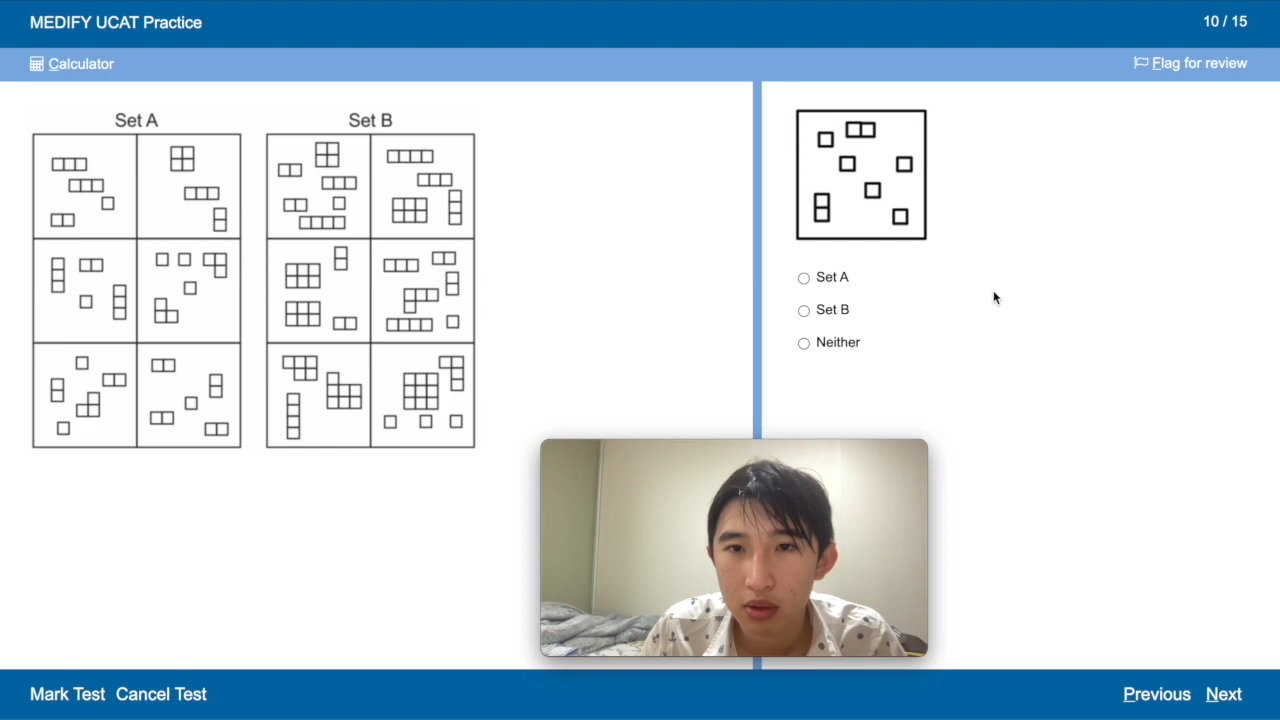 MEDIFY UCAT Practice
10 / 15
Calculator
Flag for review
Set A
Set B
Set A
Set B
Neither
Mark Test
Cancel Test
Previous
Next